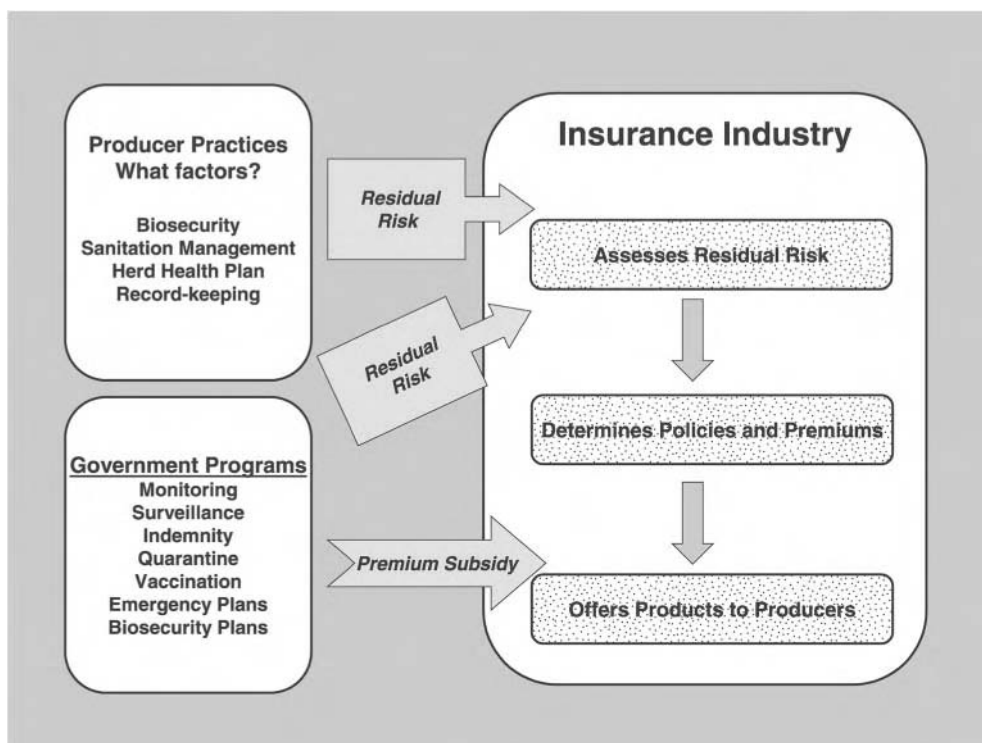 Producer Practices
What factors?
Biosecurity
Sanitation Management
Herd Health Plan
Record-keeping
Government Programs
Monitoring
Surveillance
Indemnity
Quarantine
Vaccination
Emergency Plans
Biosecurity Plans
Residual
Risk
Residual
Risk
Premium Subsidy
Insurance Industry
Assesses Residual Risk
Determines Policies and Premiums
Offers Products to Producers